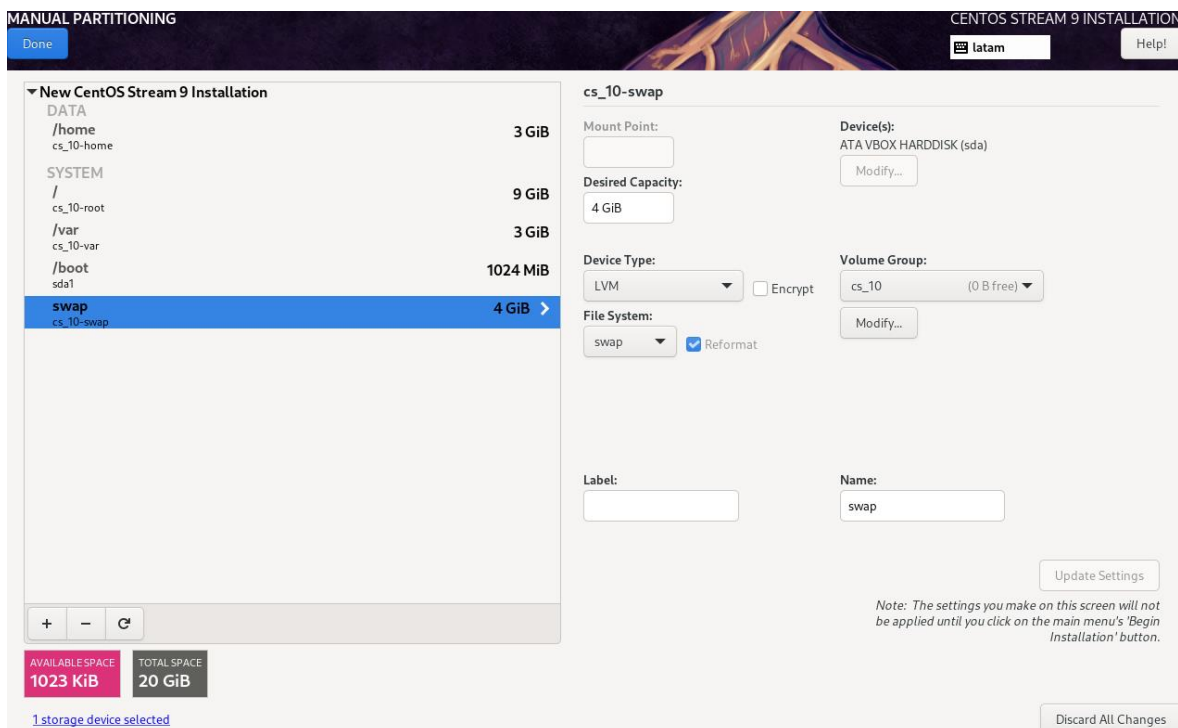 MANUAL PARTITIONING
CENTOS STREAM 9 INSTALLATION
Done
latam
Help!
New CentOS Stream 9 Installation
DATA
/home 3 GiB
cs_10-home
SYSTEM
/ 9 GiB
cs_10-root
/var 3 GiB
cs_10-var
/boot 1024 MiB
sda1
swap 4 GiB
cs_10-swap
AVAILABLE SPACE
1023 KiB
TOTAL SPACE
20 GiB
1 storage device selected
cs_10-swap
Mount Point:
Device(s):
ATA VBOX HARDDISK (sda)
Modify...
Desired Capacity:
4 GiB
Device Type:
LVM
Encrypt
Volume Group:
cs_10 (0 B free)
Modify...
File System:
swap
Reformat
Label:
Name:
swap
Update Settings
Note: The settings you make on this screen will not
be applied until you click on the main menu's 'Begin
Installation' button.
Discard All Changes